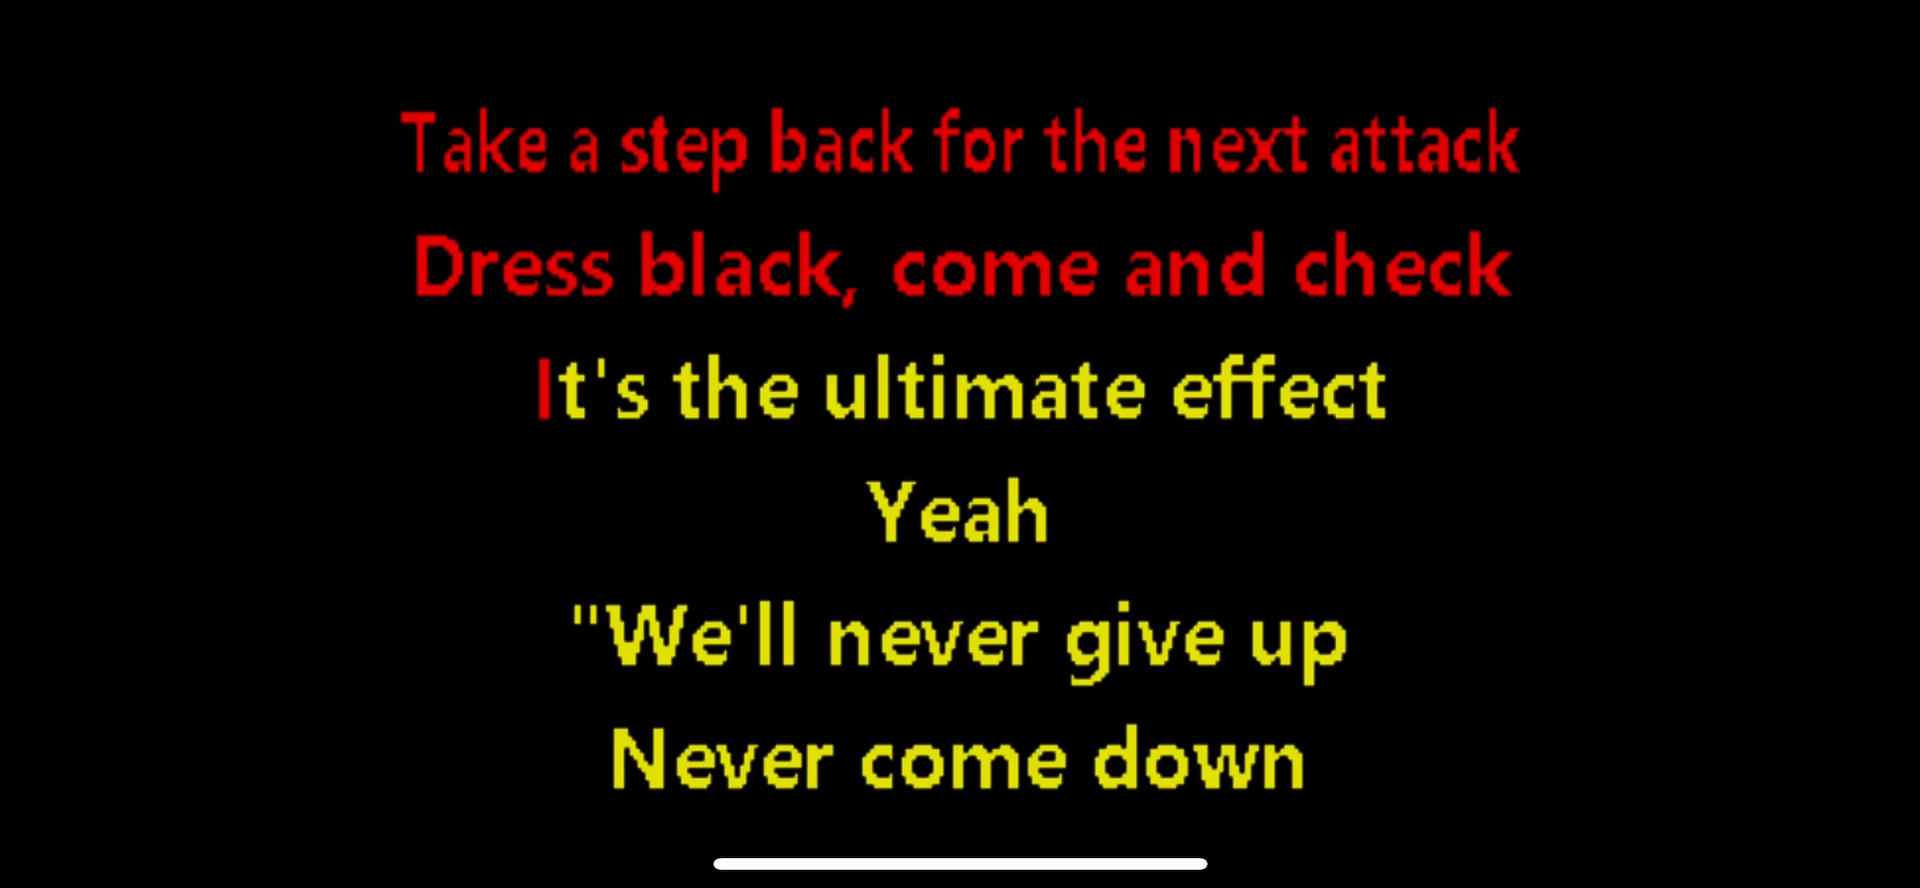 Take a step back for the next attack
Dress black, come and check
It's the ultimate effect
Yeah
"We'll never give up
Never come down